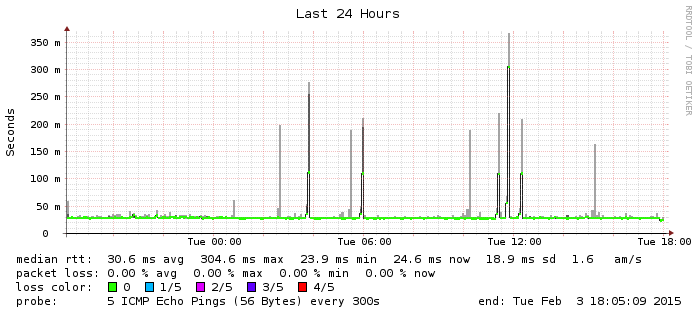 Last 24 Hours
RRDTOOL / TOBI OETIKER
Seconds
350 m
300 m
250 m
200 m
150 m
100 m
50 m
0
Tue 00:00 Tue 06:00 Tue 12:00 Tue 18:00
median rtt: 30.6 ms avg 304.6 ms max 23.9 ms min 24.6 ms now 18.9 ms sd 1.6 am/s
packet loss: 0.00 % avg 0.00 % max 0.00 % min 0.00 % now
loss color: 0 1/5 2/5 3/5 4/5
probe: 5 ICMP Echo Pings (56 Bytes) every 300s end: Tue Feb 3 18:05:09 2015